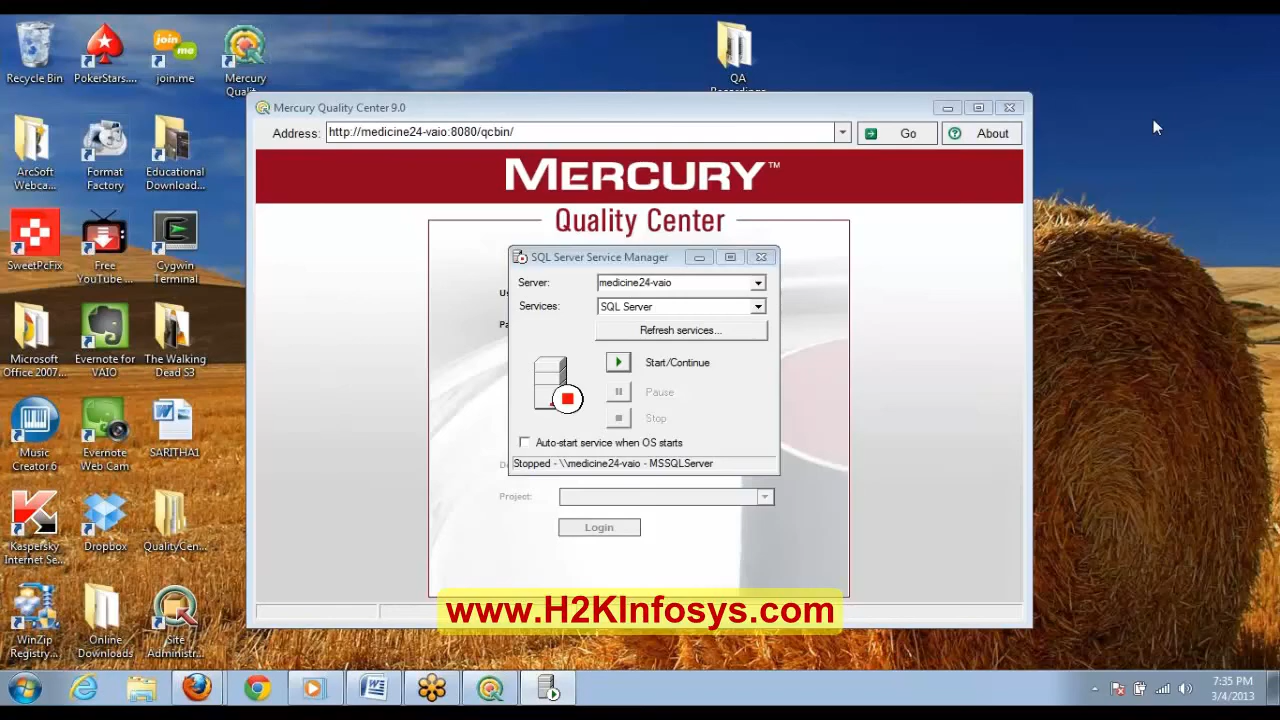 Recycle Bin
PokerStars....
join.me
Mercury
Qualit...
QA
Recordings
ArcSoft
Webca...
Format
Factory
Educational
Download...
SweetPcFix
Free
YouTube ...
Cygwin
Terminal
Microsoft
Office 2007...
Evernote for
VAIO
The Walking
Dead S3
Music
Creator 6
Evernote
Web Cam
SARITHA1
Kaspersky
Internet Se...
Dropbox
QualityCen...
WinZip
Registry...
Online
Downloads
Site
Administr...
Mercury Quality Center 9.0
Address:
http://medicine24-vaio:8080/qcbin/
Go
About
MERCURY™
Quality Center
SQL Server Service Manager
Server:
medicine24-vaio
Services:
SQL Server
Refresh services...
Start/Continue
Pause
Stop
Auto-start service when OS starts
Stopped - \\medicine24-vaio - MSSQLServer
Project:
Login
www.H2KInfosys.com
7:35 PM
3/4/2013